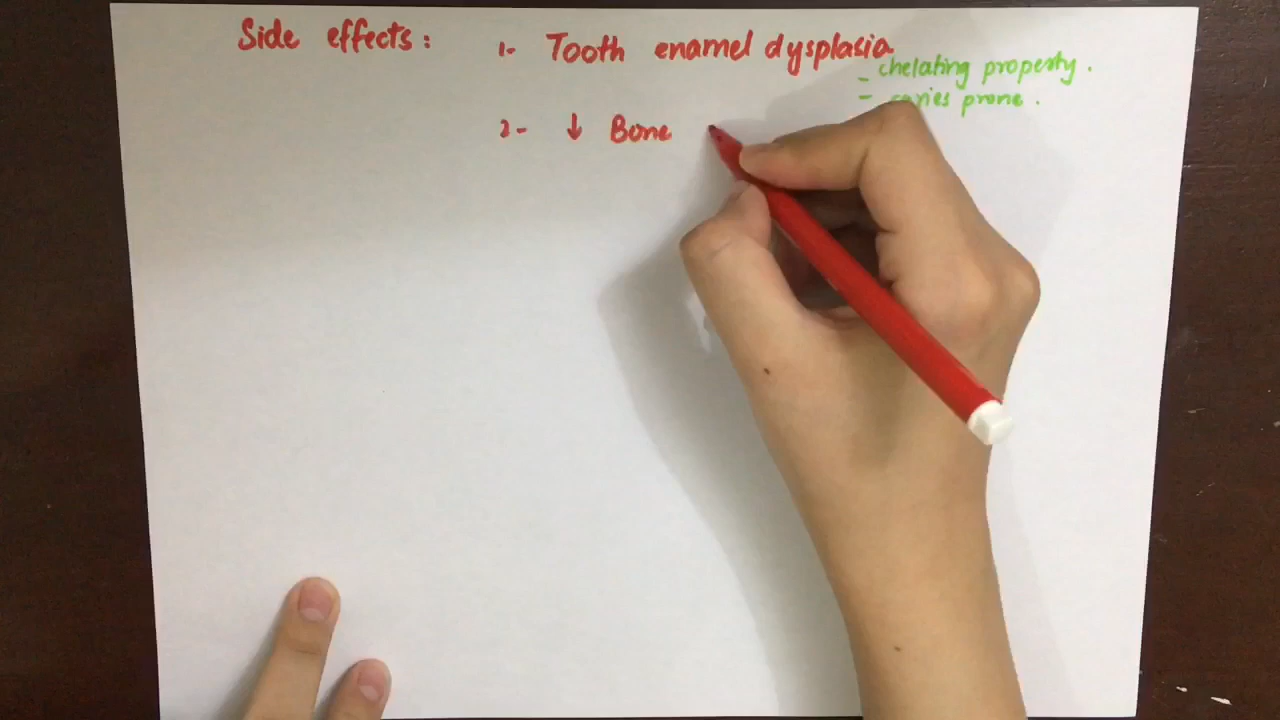 Side effects: 1- Tooth enamel dysplasia
- chelating property.
- caries prone.
2- ↓ Bone